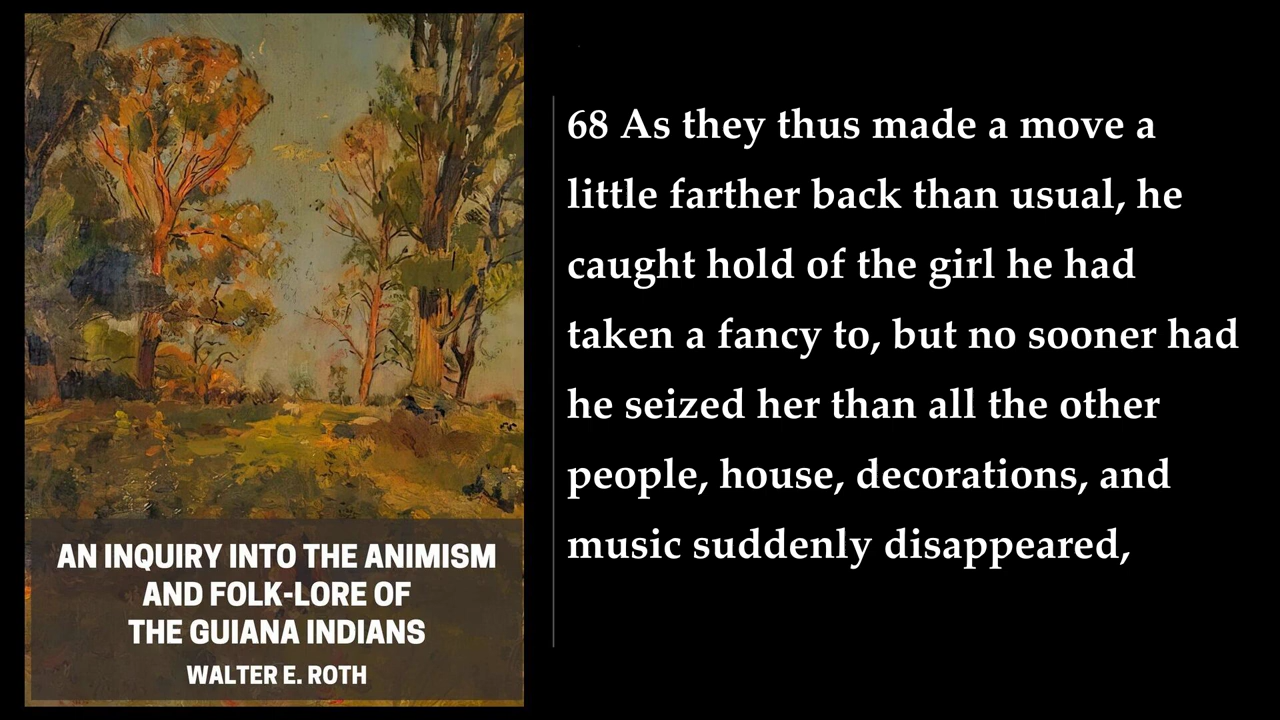 AN INQUIRY INTO THE ANIMISM
AND FOLK-LORE OF
THE GUIANA INDIANS
WALTER E. ROTH
68 As they thus made a move a
little farther back than usual, he
caught hold of the girl he had
taken a fancy to, but no sooner had
he seized her than all the other
people, house, decorations, and
music suddenly disappeared,